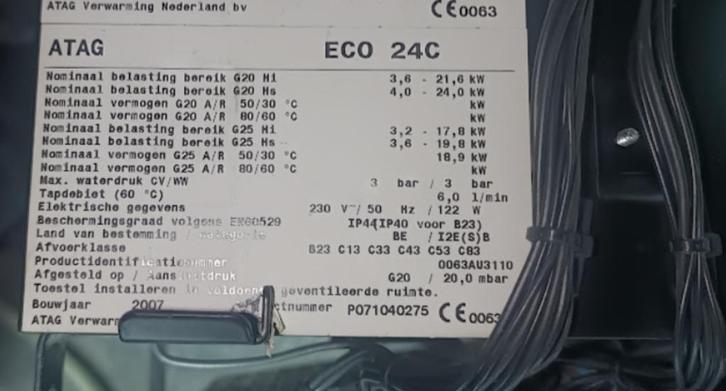 ATAG Verwarming Nederland bv CE0063
ATAG ECO 24C
Nominaal belasting bereik G20 Hi 3,6 - 21,6 kW
Nominaal belasting bereik G20 Hs 4,0 - 24,0 kW
Nominaal vermogen G20 A/R 50/30 °C kW
Nominaal vermogen G20 A/R 80/60 °C kW
Nominaal belasting bereik G25 Hi 3,2 - 17,8 kW
Nominaal belasting bereik G25 Hs 3,6 - 19,8 kW
Nominaal vermogen G25 A/R 50/30 °C 18,9 kW
Nominaal vermogen G25 A/R 80/60 °C kW
Max. waterdruk CV/WW 3 bar / 3 bar
Tapdebiet (60 °C) 6,0 l/min
Elektrische gegevens 230 V~/ 50 Hz / 122 W
Beschermingsgraad volgens EN60529 IP44(IP40 voor B23)
Land van bestemming / BE / I2E(S)B
Afvoerklasse B23 C13 C33 C43 C53 C83
Productidentificatienummer 0063AU3110
Afgesteld op / Aansluitdruk G20 / 20,0 mbar
Toestel installeren in geventileerde ruimte.
Bouwjaar 2007 P071040275 CE0063
ATAG